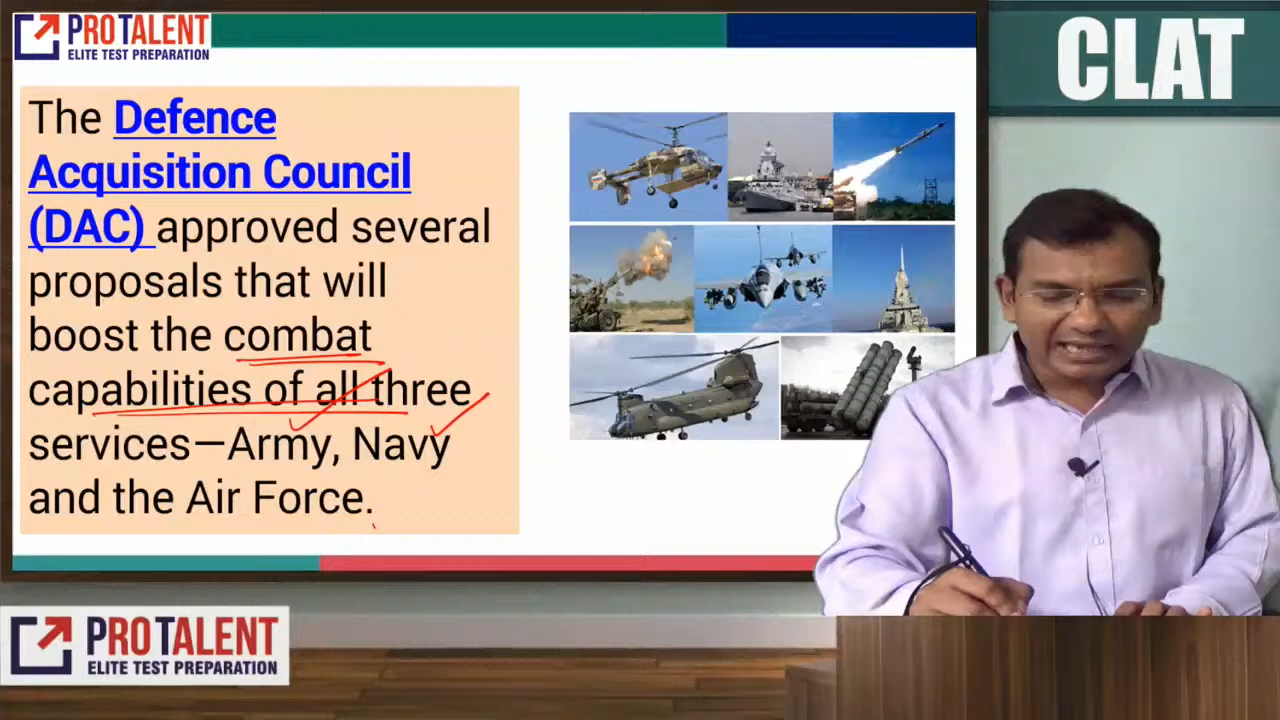 PROTALENT
ELITE TEST PREPARATION
CLAT
The Defence
Acquisition Council
(DAC) approved several
proposals that will
boost the combat
capabilities of all three
services—Army, Navy
and the Air Force.
PROTALENT
ELITE TEST PREPARATION